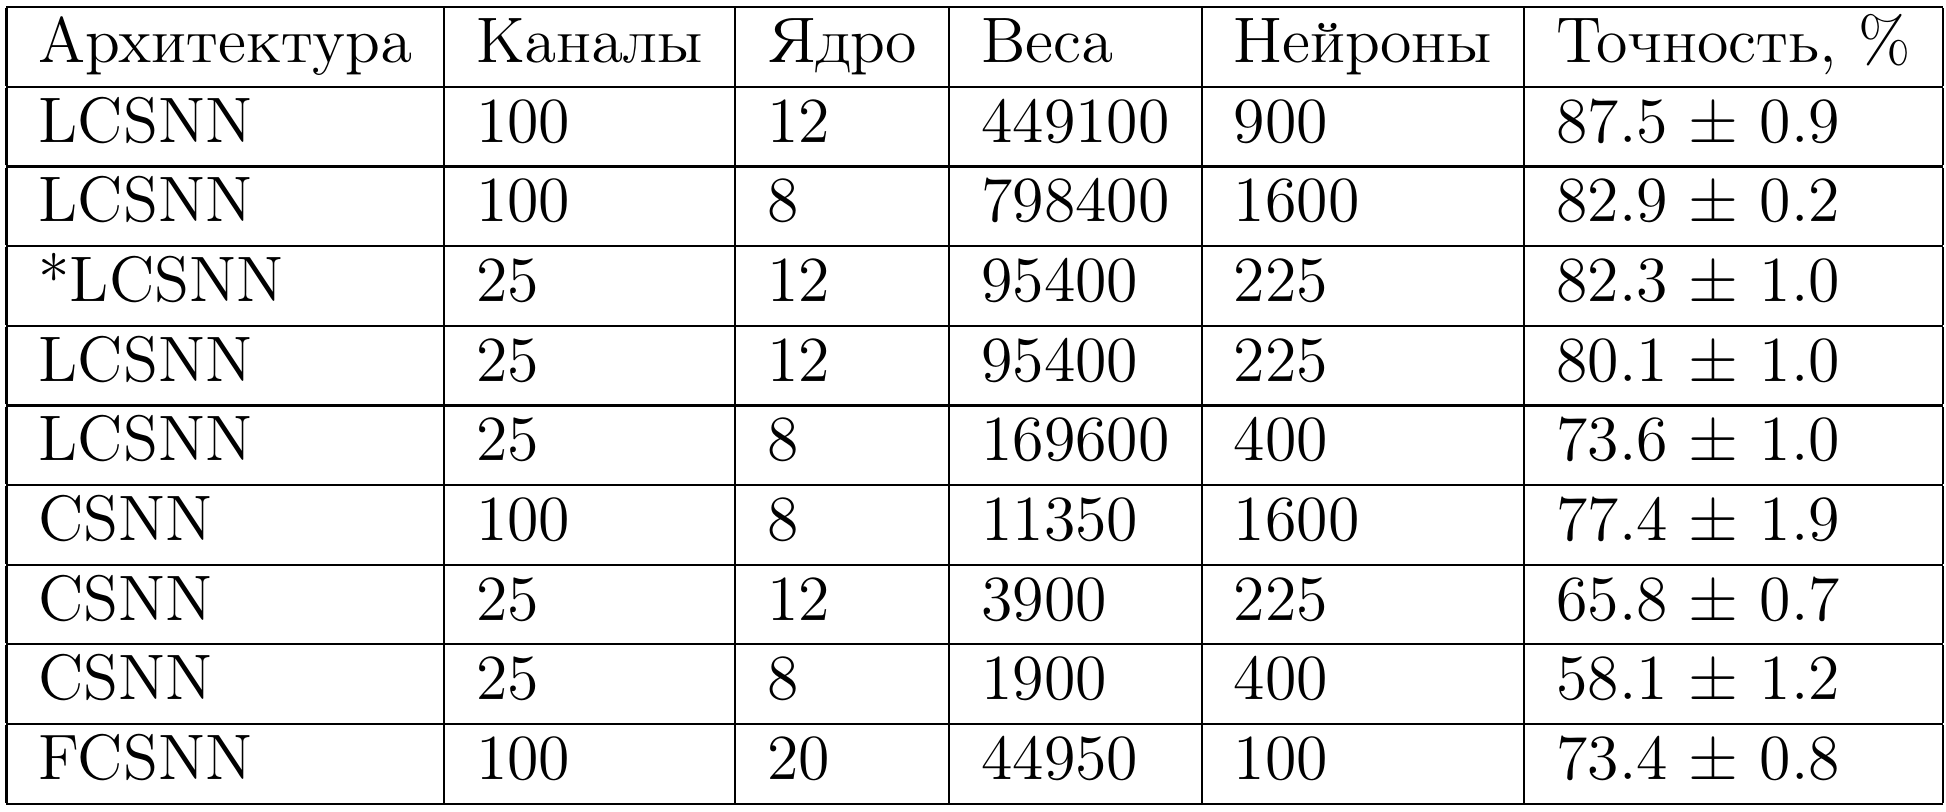 Архитектура Каналы Ядро Веса Нейроны Точность, %
LCSNN 100 12 449100 900 87.5 ± 0.9
LCSNN 100 8 798400 1600 82.9 ± 0.2
*LCSNN 25 12 95400 225 82.3 ± 1.0
LCSNN 25 12 95400 225 80.1 ± 1.0
LCSNN 25 8 169600 400 73.6 ± 1.0
CSNN 100 8 11350 1600 77.4 ± 1.9
CSNN 25 12 3900 225 65.8 ± 0.7
CSNN 25 8 1900 400 58.1 ± 1.2
FCSNN 100 20 44950 100 73.4 ± 0.8